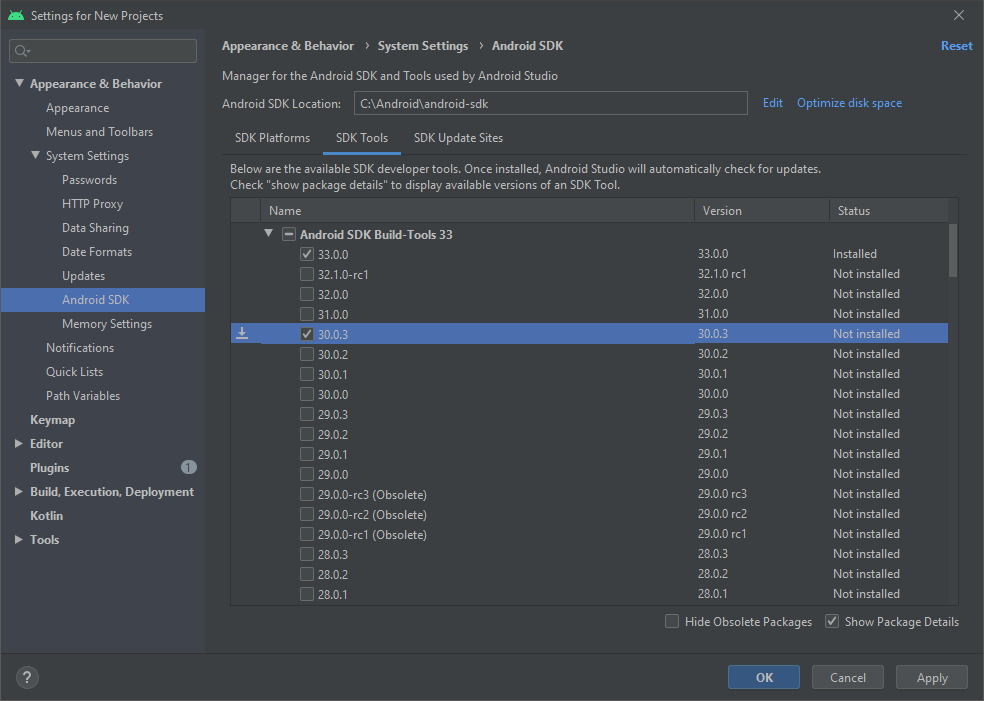 Settings for New Projects
Appearance & Behavior
Appearance
Menus and Toolbars
System Settings
Passwords
HTTP Proxy
Data Sharing
Date Formats
Updates
Android SDK
Memory Settings
Notifications
Quick Lists
Path Variables
Keymap
Editor
Plugins 1
Build, Execution, Deployment
Kotlin
Tools
Appearance & Behavior › System Settings › Android SDK Reset
Manager for the Android SDK and Tools used by Android Studio
Android SDK Location: C:\Android\android-sdk Edit Optimize disk space
SDK Platforms SDK Tools SDK Update Sites
Below are the available SDK developer tools. Once installed, Android Studio will automatically check for updates.
Check "show package details" to display available versions of an SDK Tool.
Name Version Status
Android SDK Build-Tools 33
33.0.0 33.0.0 Installed
32.1.0-rc1 32.1.0 rc1 Not installed
32.0.0 32.0.0 Not installed
31.0.0 31.0.0 Not installed
30.0.3 30.0.3 Not installed
30.0.2 30.0.2 Not installed
30.0.1 30.0.1 Not installed
30.0.0 30.0.0 Not installed
29.0.3 29.0.3 Not installed
29.0.2 29.0.2 Not installed
29.0.1 29.0.1 Not installed
29.0.0 29.0.0 Not installed
29.0.0-rc3 (Obsolete) 29.0.0 rc3 Not installed
29.0.0-rc2 (Obsolete) 29.0.0 rc2 Not installed
29.0.0-rc1 (Obsolete) 29.0.0 rc1 Not installed
28.0.3 28.0.3 Not installed
28.0.2 28.0.2 Not installed
28.0.1 28.0.1 Not installed
Hide Obsolete Packages Show Package Details
? OK Cancel Apply